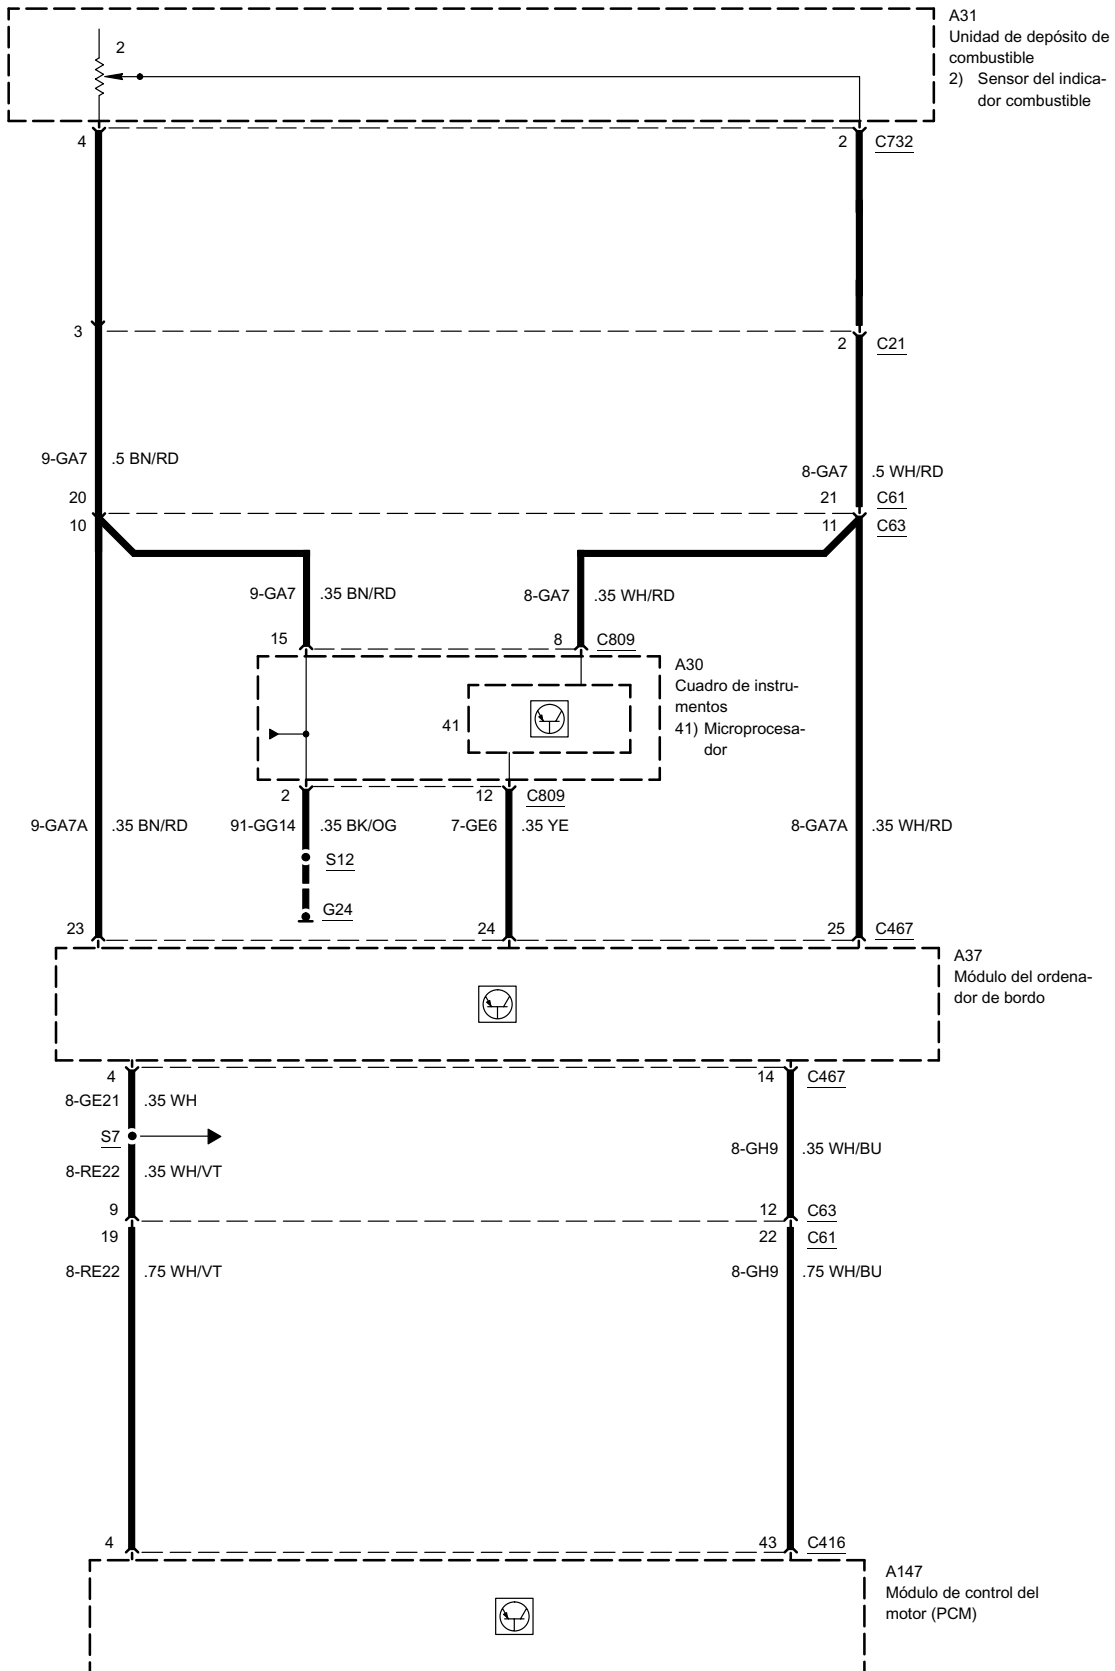 A31
Unidad de depósito de
combustible
2) Sensor del indica-
dor combustible
2
4
2 C732
3
2 C21
9-GA7 .5 BN/RD
8-GA7 .5 WH/RD
20
21 C61
10
11 C63
9-GA7 .35 BN/RD
8-GA7 .35 WH/RD
15
8 C809
A30
Cuadro de instru-
mentos
41) Microprocesa-
dor
41
2
12 C809
9-GA7A .35 BN/RD
91-GG14 .35 BK/OG
7-GE6 .35 YE
8-GA7A .35 WH/RD
S12
G24
23
24
25 C467
A37
Módulo del ordena-
dor de bordo
4
14 C467
8-GE21 .35 WH
S7
8-GH9 .35 WH/BU
8-RE22 .35 WH/VT
9
12 C63
19
22 C61
8-RE22 .75 WH/VT
8-GH9 .75 WH/BU
4
43 C416
A147
Módulo de control del
motor (PCM)